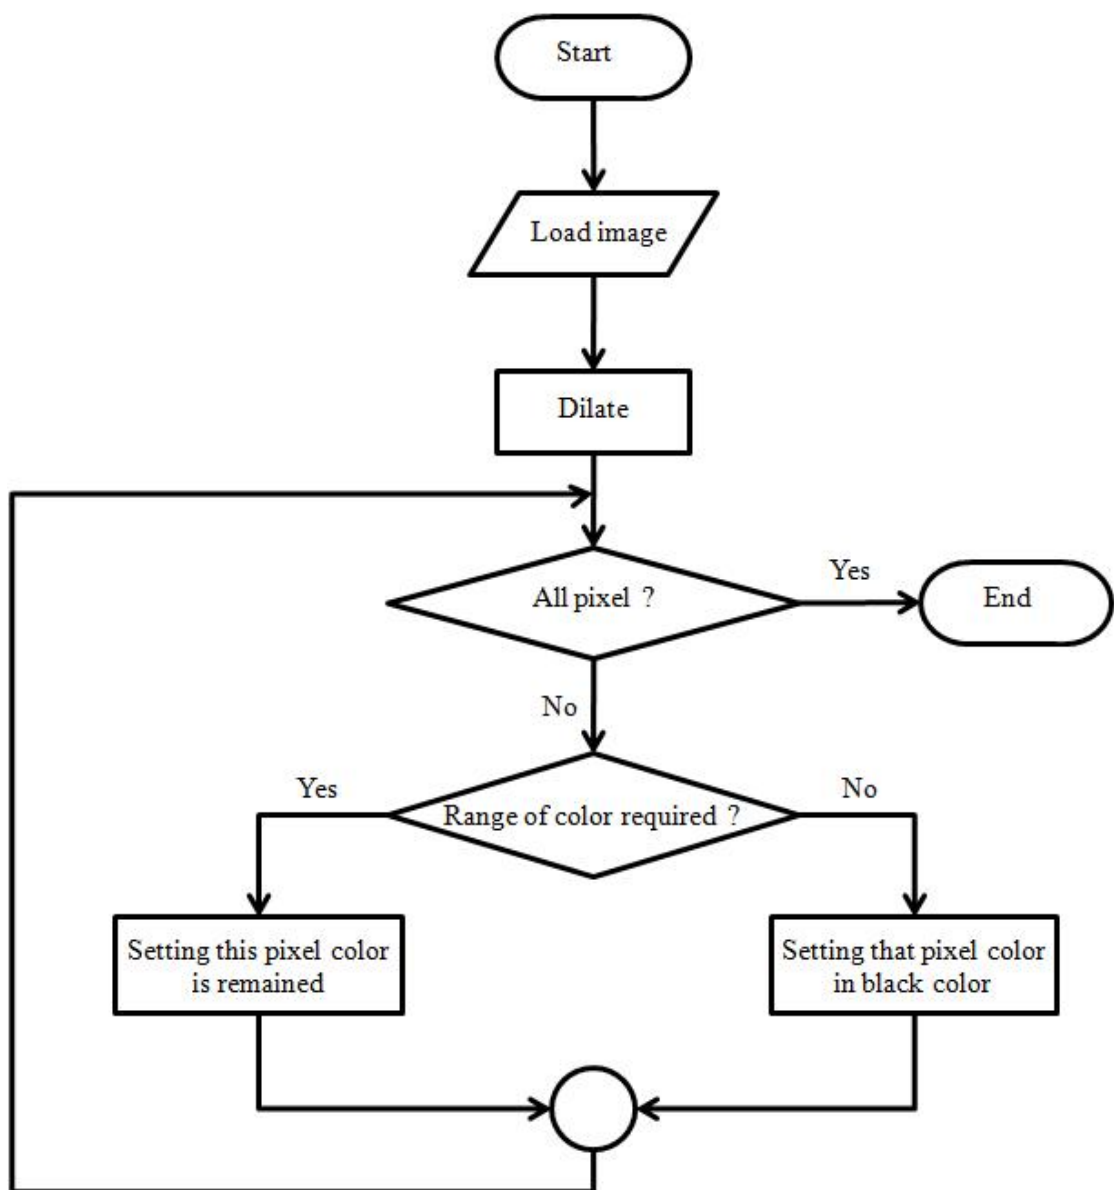 Start
Load image
Dilate
All pixel ?
Yes
End
No
Yes
Range of color required ?
No
Setting this pixel color
is remained
Setting that pixel color
in black color